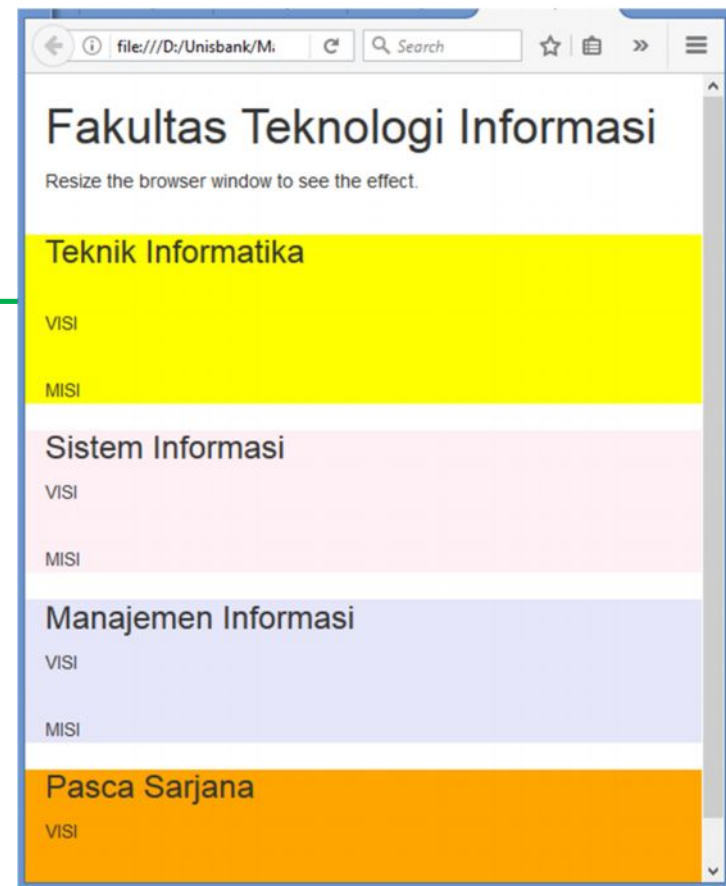 file:///D:/Unisbank/Ma
Search
Fakultas Teknologi Informasi
Resize the browser window to see the effect.
Teknik Informatika
VISI
MISI
Sistem Informasi
VISI
MISI
Manajemen Informasi
VISI
MISI
Pasca Sarjana
VISI